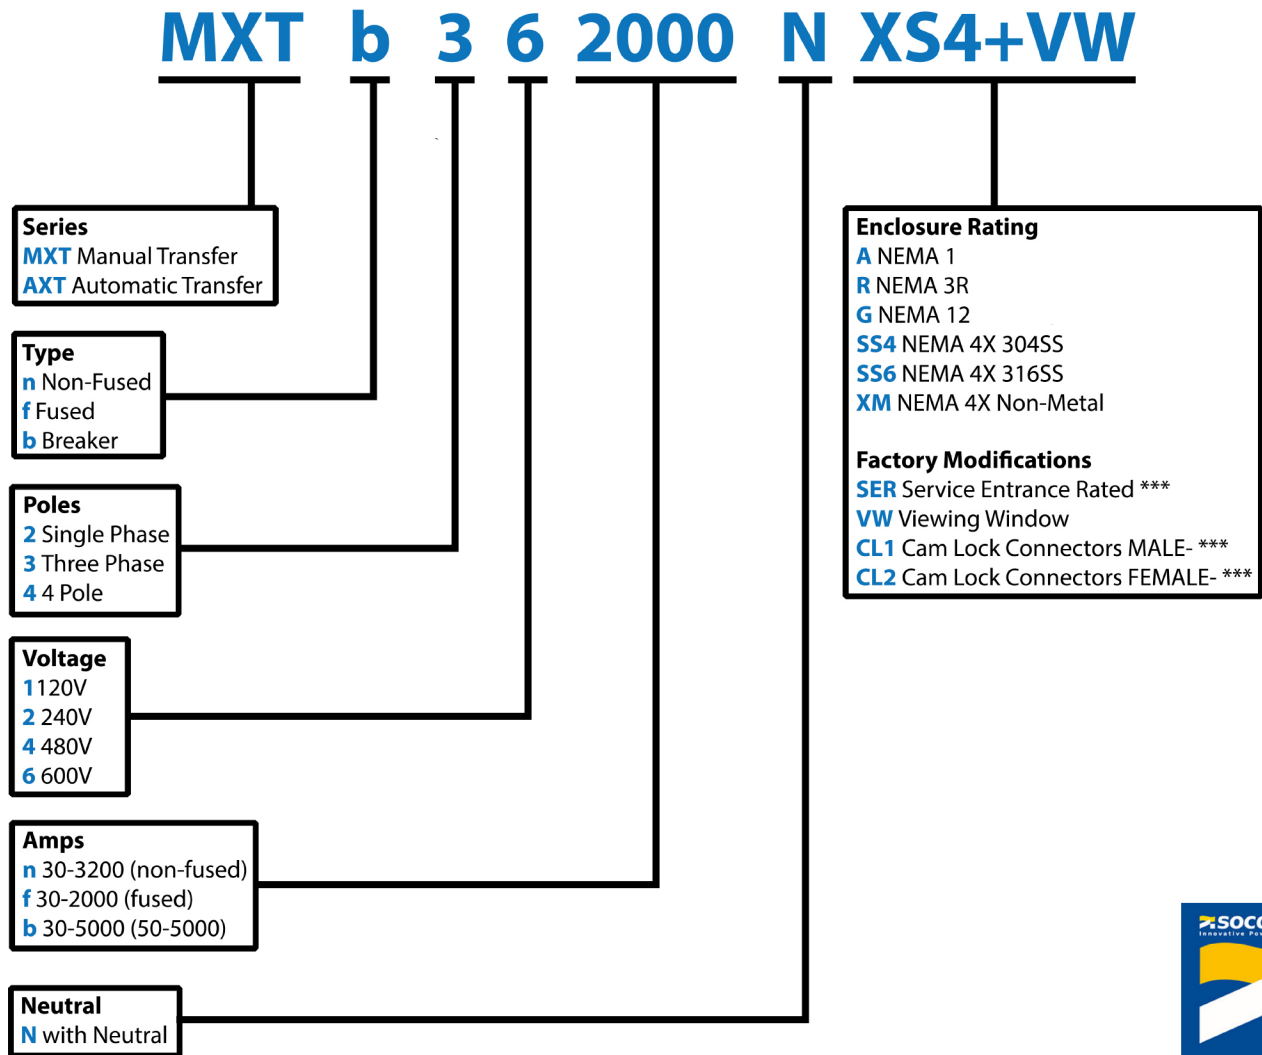 MXT b 3 6 2000 N XS4+VW
Series
MXT Manual Transfer
AXT Automatic Transfer
Type
n Non-Fused
f Fused
b Breaker
Poles
2 Single Phase
3 Three Phase
4 4 Pole
Voltage
1 120V
2 240V
4 480V
6 600V
Amps
n 30-3200 (non-fused)
f 30-2000 (fused)
b 30-5000 (50-5000)
Neutral
N with Neutral
Enclosure Rating
A NEMA 1
R NEMA 3R
G NEMA 12
SS4 NEMA 4X 304SS
SS6 NEMA 4X 316SS
XM NEMA 4X Non-Metal
Factory Modifications
SER Service Entrance Rated ***
VW Viewing Window
CL1 Cam Lock Connectors MALE- ***
CL2 Cam Lock Connectors FEMALE- ***
Innovative